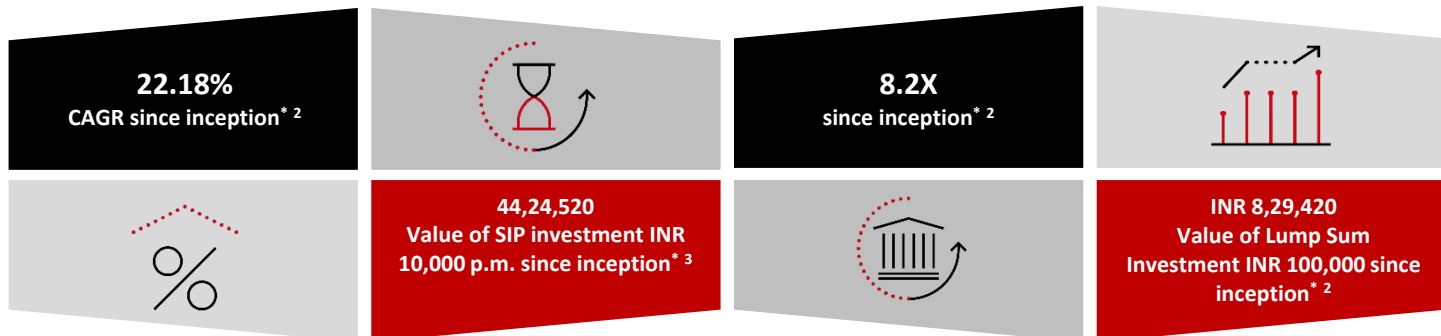 22.18%
CAGR since inception* 2
8.2X
since inception* 2
44,24,520
Value of SIP investment INR
10,000 p.m. since inception* 3
INR 8,29,420
Value of Lump Sum
Investment INR 100,000 since
inception* 2